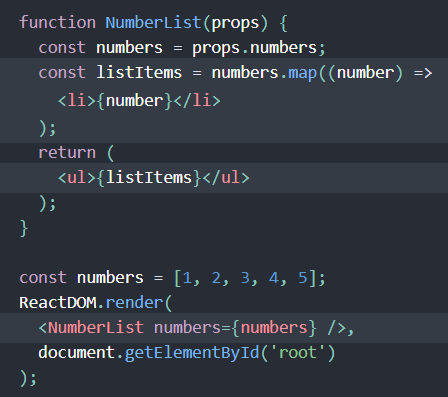 function NumberList(props) {
  const numbers = props.numbers;
  const listItems = numbers.map((number) =>
    <li>{number}</li>
  );
  return (
    <ul>{listItems}</ul>
  );
}

const numbers = [1, 2, 3, 4, 5];
ReactDOM.render(
  <NumberList numbers={numbers} />,
  document.getElementById('root')
);